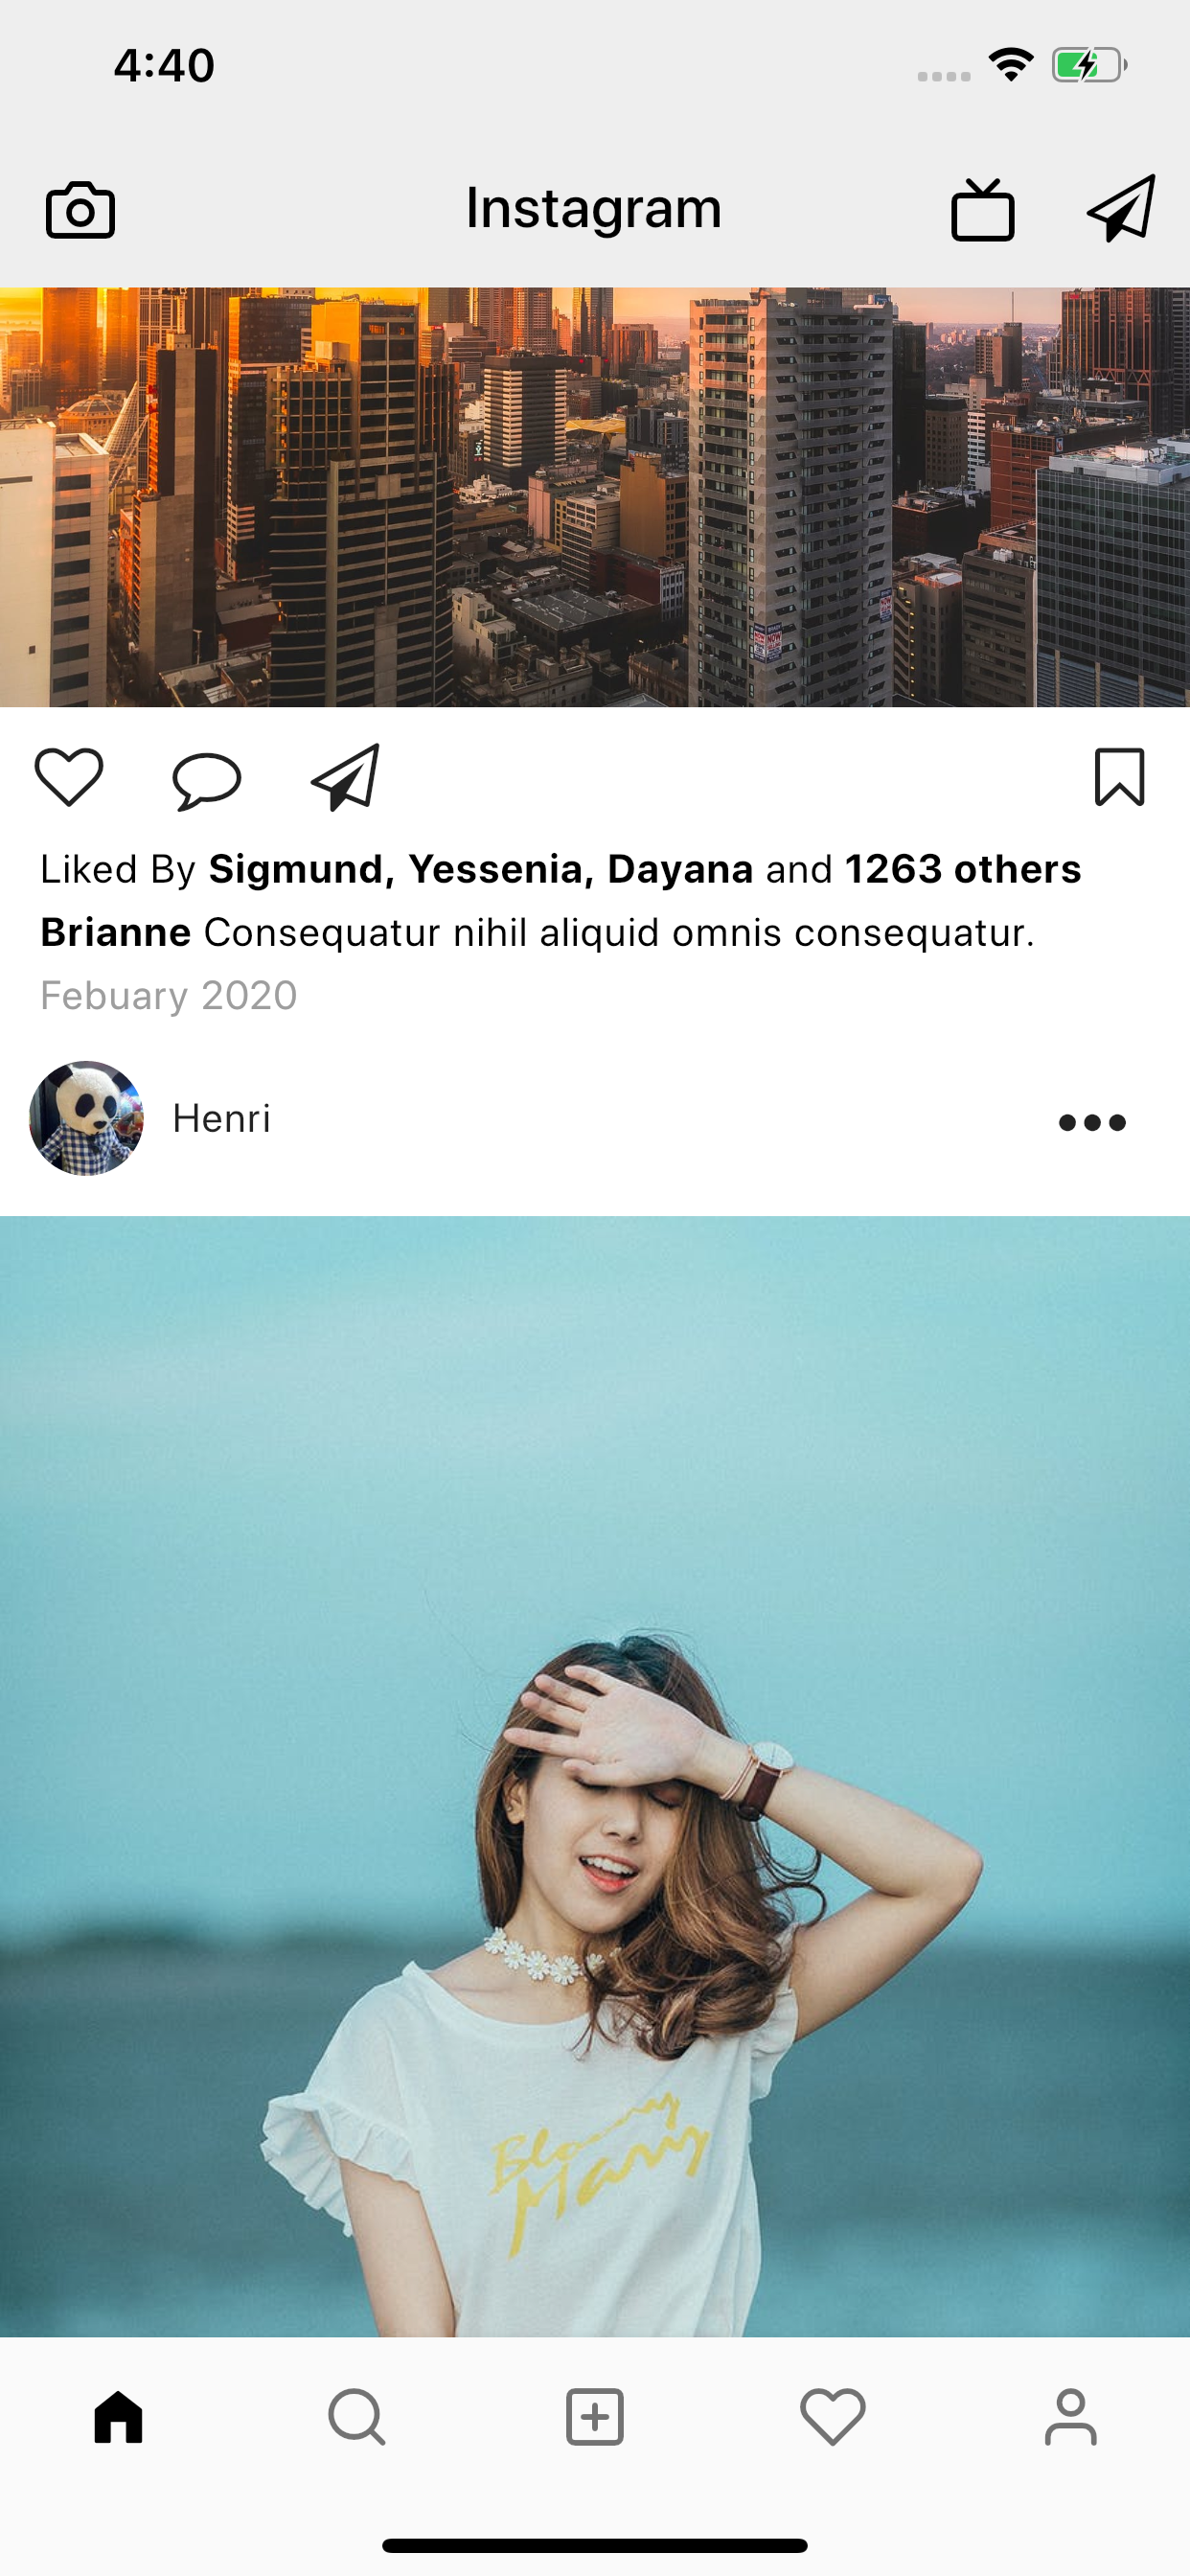 4:40
Instagram
Liked By Sigmund, Yessenia, Dayana and 1263 others
Brianne Consequatur nihil aliquid omnis consequatur.
Febuary 2020
Henri
Mary